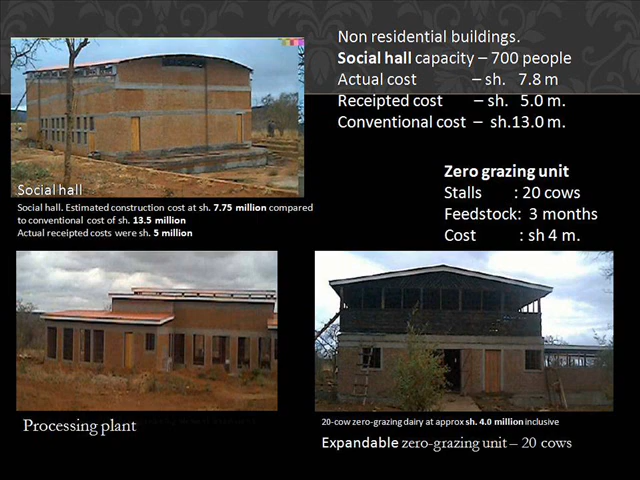 Non residential buildings.
Social hall capacity – 700 people
Actual cost – sh. 7.8 m
Receipted cost – sh. 5.0 m.
Conventional cost – sh.13.0 m.
Social hall
Social hall. Estimated construction cost at sh. 7.75 million compared
to conventional cost of sh. 13.5 million
Actual receipted costs were sh. 5 million
Zero grazing unit
Stalls : 20 cows
Feedstock: 3 months
Cost : sh 4 m.
Processing plant
20-cow zero-grazing dairy at approx sh. 4.0 million inclusive
Expandable zero-grazing unit – 20 cows